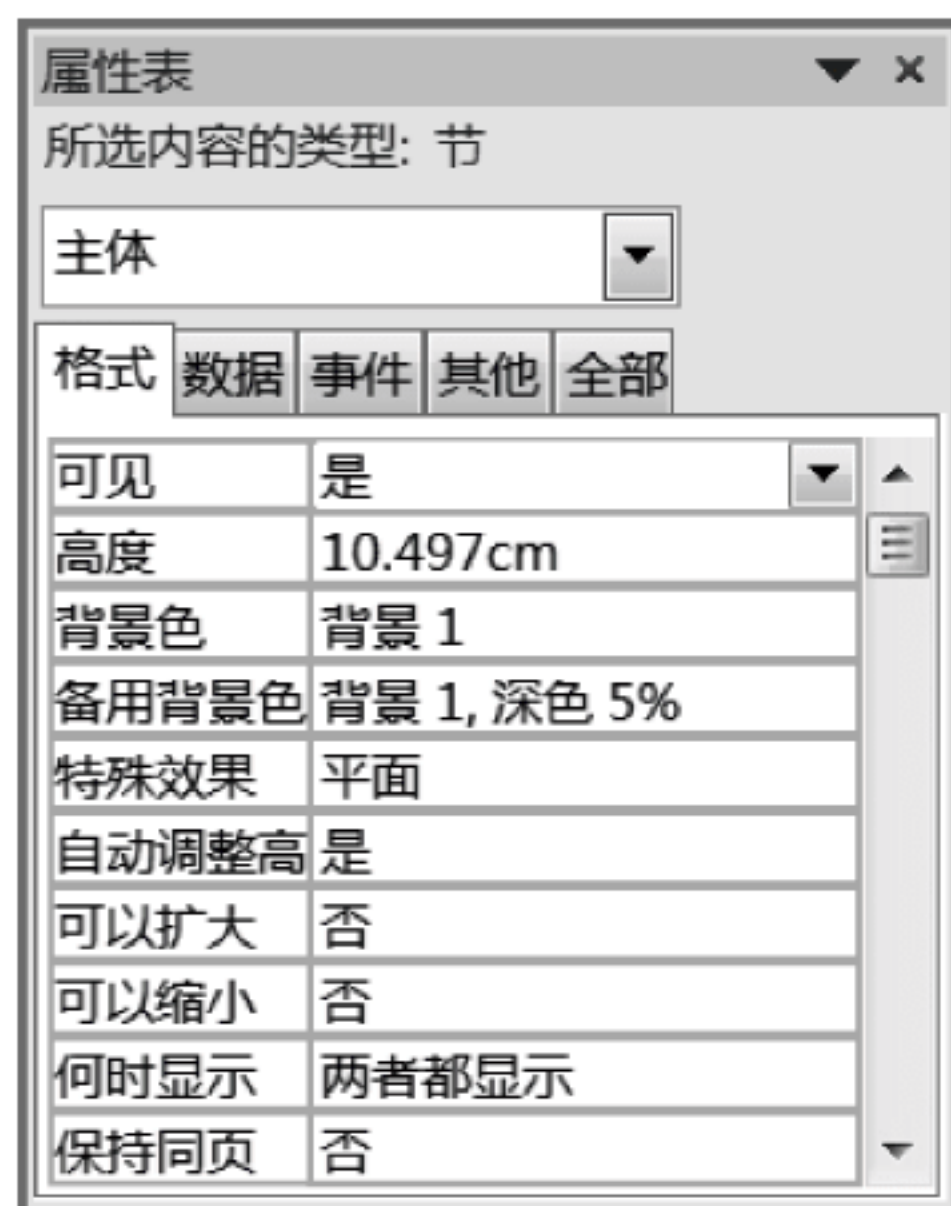 属性表
所选内容的类型: 节
主体
格式 数据 事件 其他 全部
可见 是
高度 10.497cm
背景色 背景 1
备用背景色 背景 1, 深色 5%
特殊效果 平面
自动调整高 是
可以扩大 否
可以缩小 否
何时显示 两者都显示
保持同页 否